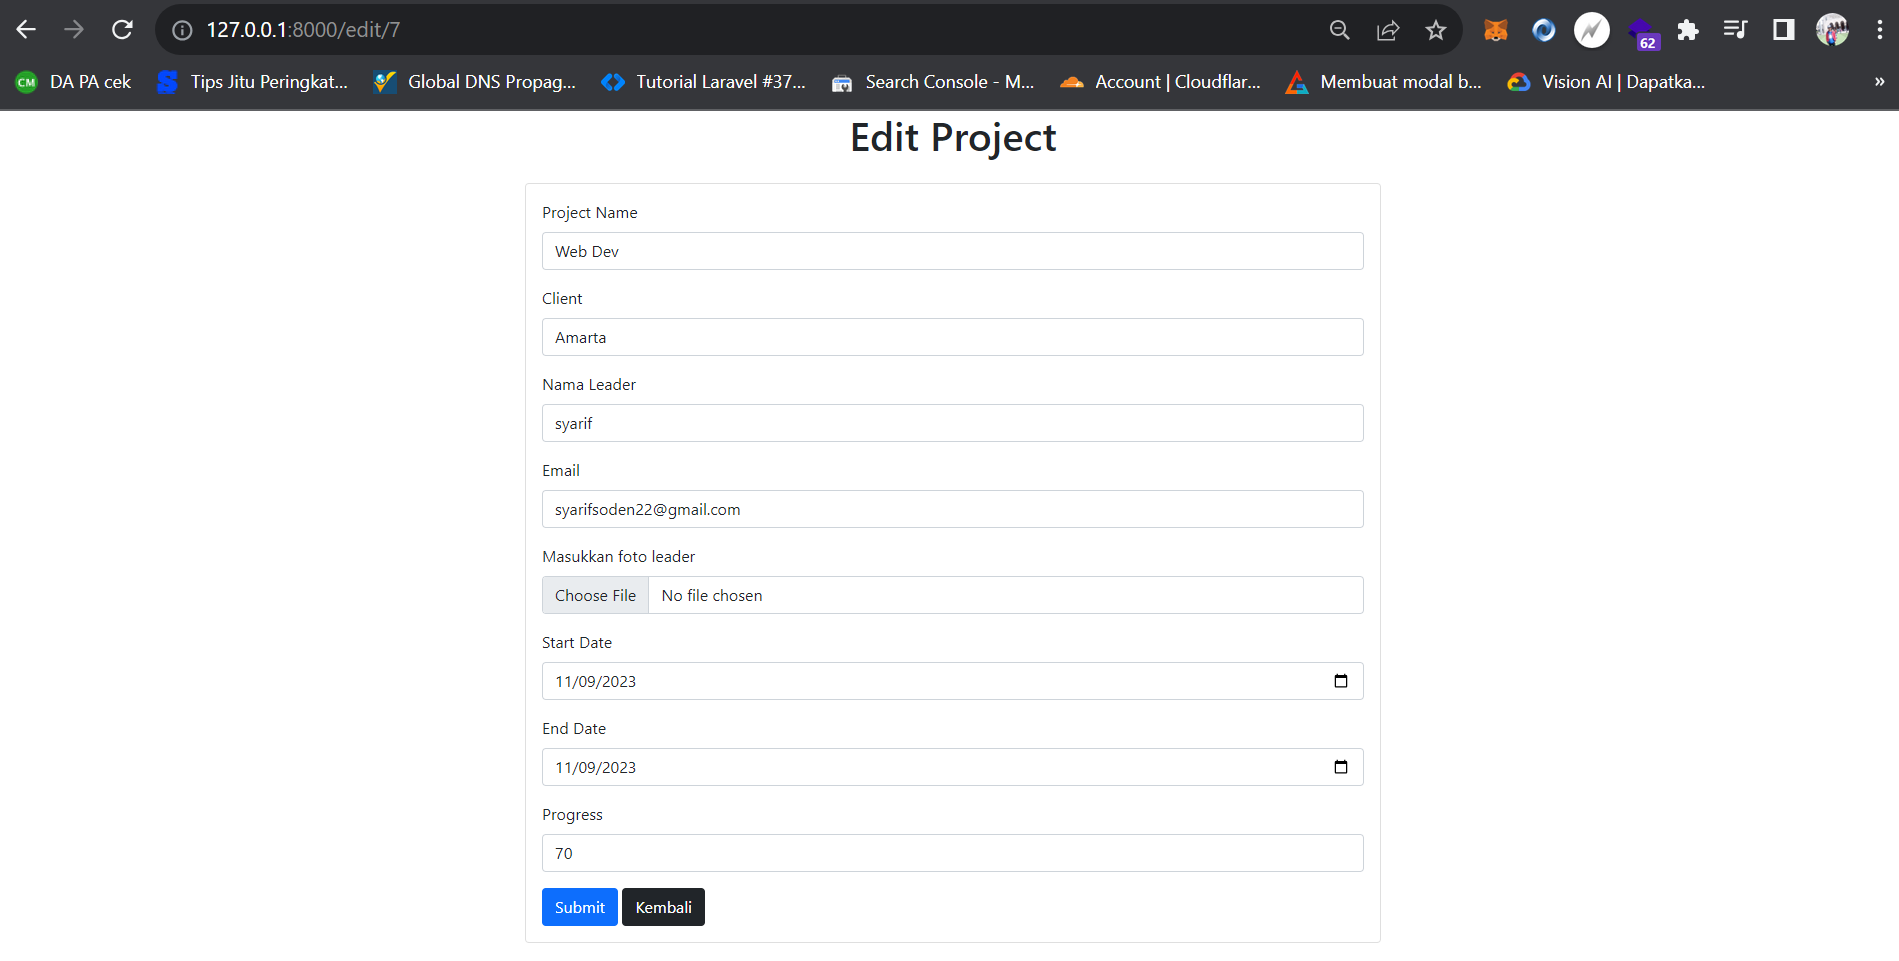 127.0.0.1:8000/edit/7
62
CM DA PA cek Tips Jitu Peringkat... Global DNS Propag... Tutorial Laravel #37... Search Console - M... Account | Cloudflar... Membuat modal b... Vision AI | Dapatka... »
Edit Project
Project Name
Web Dev
Client
Amarta
Nama Leader
syarif
Email
syarifsoden22@gmail.com
Masukkan foto leader
Choose File No file chosen
Start Date
11/09/2023
End Date
11/09/2023
Progress
70
Submit Kembali